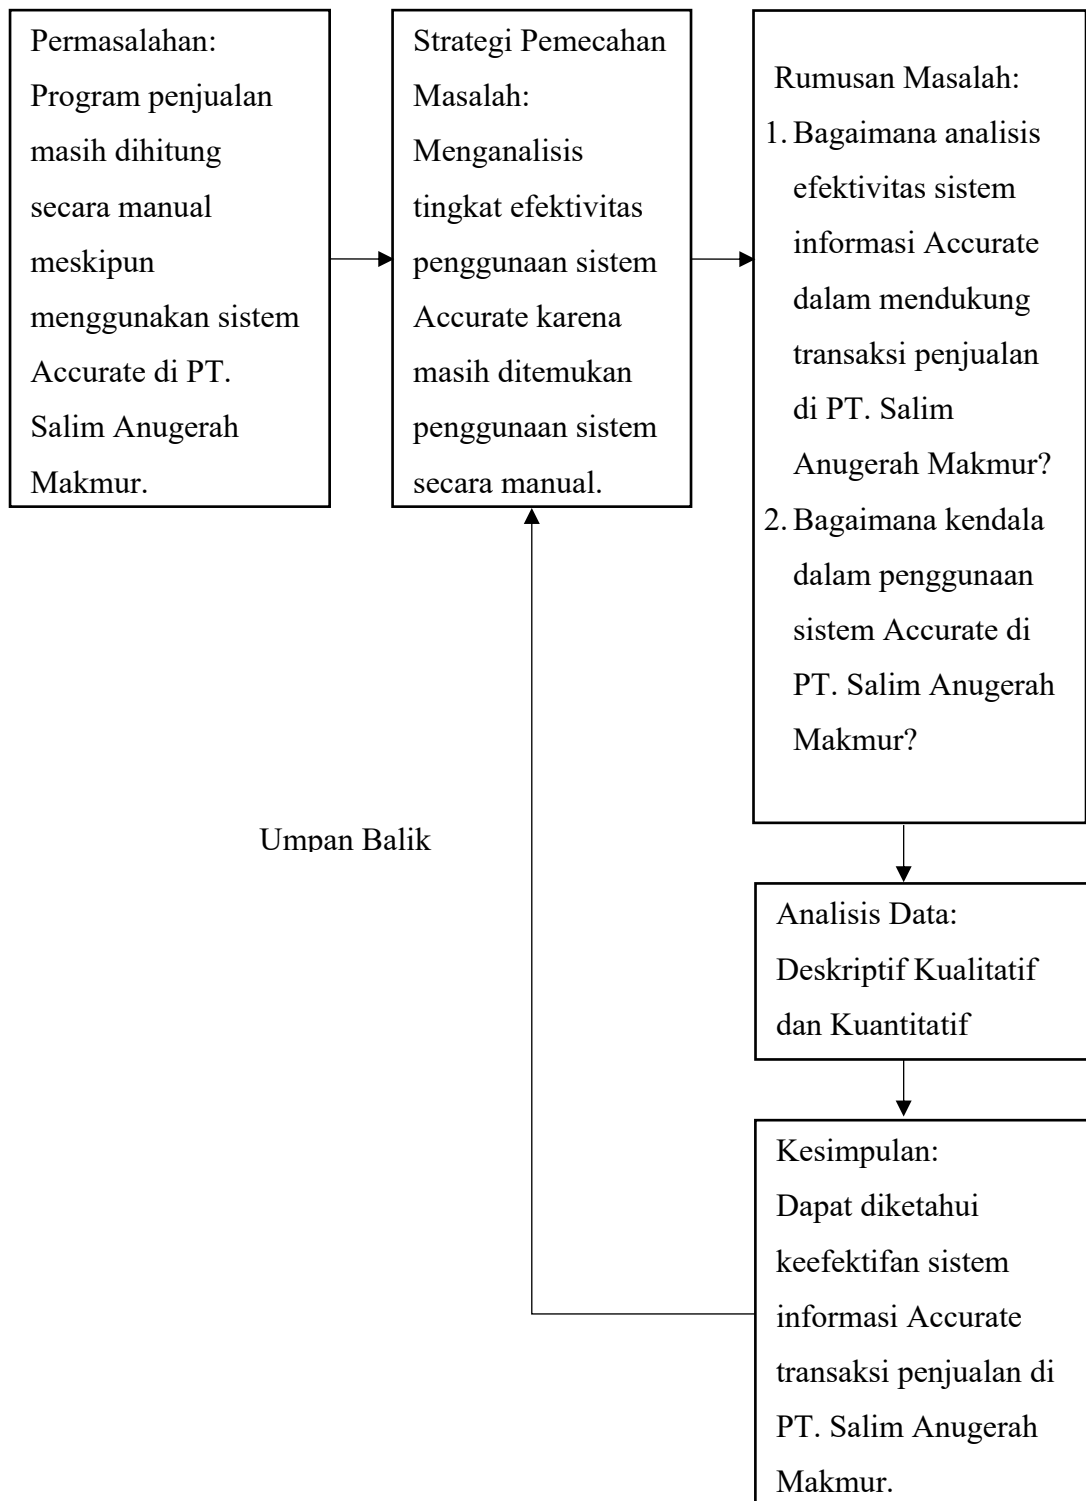 Permasalahan:
Program penjualan
masih dihitung
secara manual
meskipun
menggunakan sistem
Accurate di PT.
Salim Anugerah
Makmur.
Strategi Pemecahan
Masalah:
Menganalisis
tingkat efektivitas
penggunaan sistem
Accurate karena
masih ditemukan
penggunaan sistem
secara manual.
Rumusan Masalah:
1. Bagaimana analisis
efektivitas sistem
informasi Accurate
dalam mendukung
transaksi penjualan
di PT. Salim
Anugerah Makmur?
2. Bagaimana kendala
dalam penggunaan
sistem Accurate di
PT. Salim Anugerah
Makmur?
Umpan Balik
Analisis Data:
Deskriptif Kualitatif
dan Kuantitatif
Kesimpulan:
Dapat diketahui
keefektifan sistem
informasi Accurate
transaksi penjualan di
PT. Salim Anugerah
Makmur.